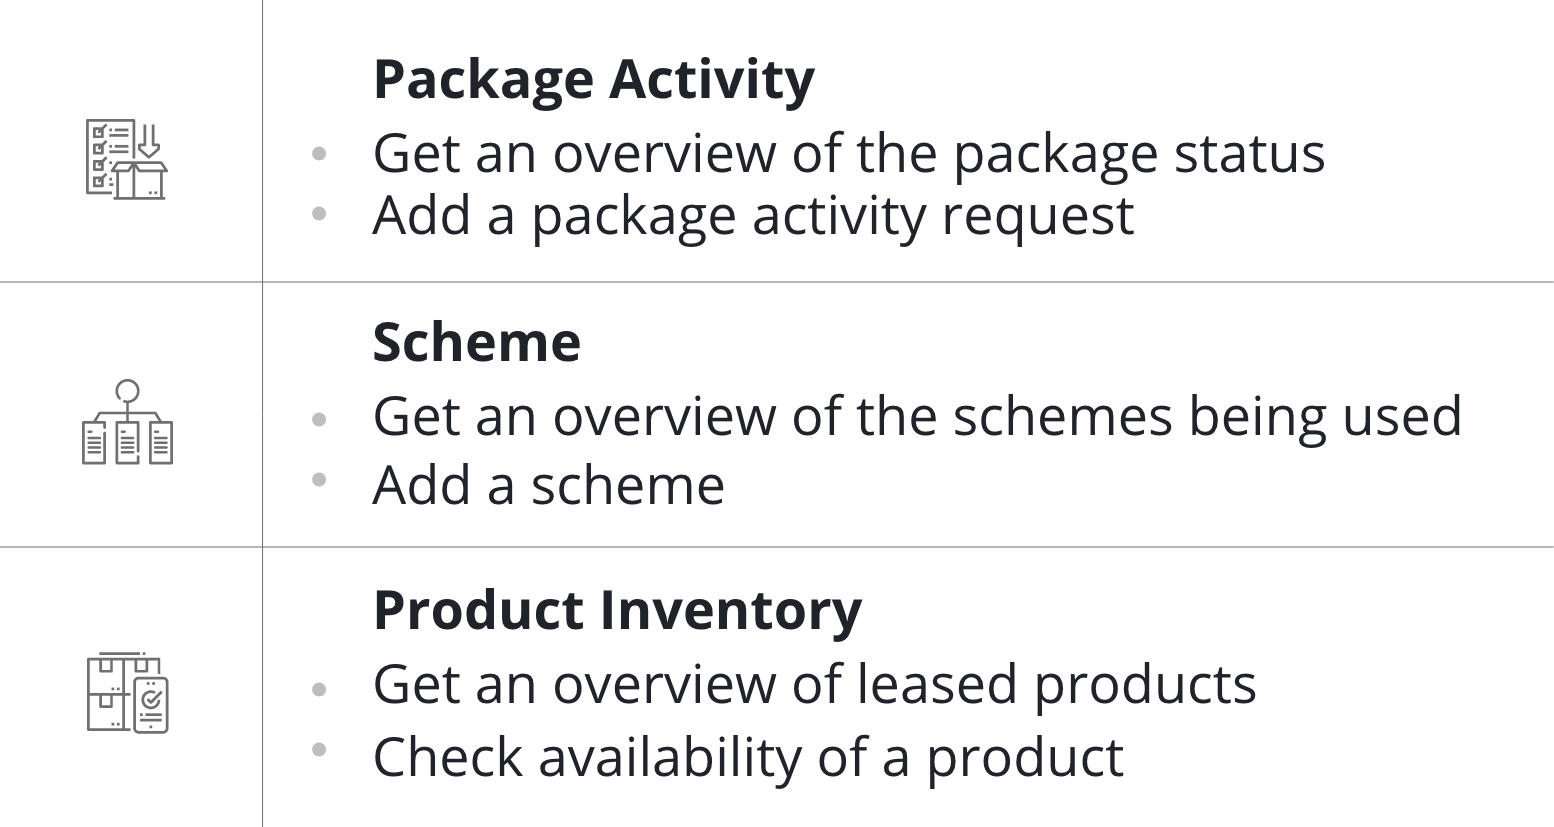 Package Activity
Get an overview of the package status
Add a package activity request
Scheme
Get an overview of the schemes being used
Add a scheme
Product Inventory
Get an overview of leased products
Check availability of a product